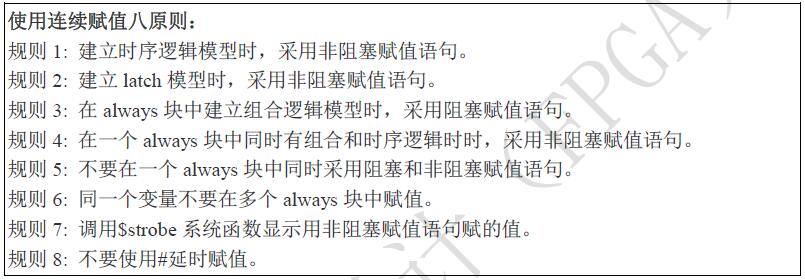 使用连续赋值八原则：
规则 1：建立时序逻辑模型时，采用非阻塞赋值语句。
规则 2：建立 latch 模型时，采用非阻塞赋值语句。
规则 3：在 always 块中建立组合逻辑模型时，采用阻塞赋值语句。
规则 4：在一个 always 块中同时有组合和时序逻辑时时，采用非阻塞赋值语句。
规则 5：不要在一个 always 块中同时采用阻塞和非阻塞赋值语句。
规则 6：同一个变量不要在多个 always 块中赋值。
规则 7：调用$strobe 系统函数显示用非阻塞赋值语句赋的值。
规则 8：不要使用#延时赋值。
计（FPGA）